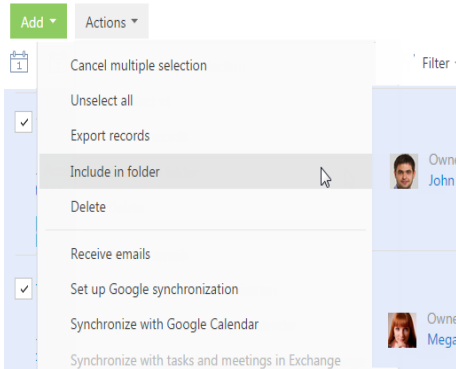 Add Actions
1 Filter
Cancel multiple selection
Unselect all
Export records
Include in folder
Delete
Receive emails
Set up Google synchronization
Synchronize with Google Calendar
Synchronize with tasks and meetings in Exchange
Owne
John
Owne
Mega